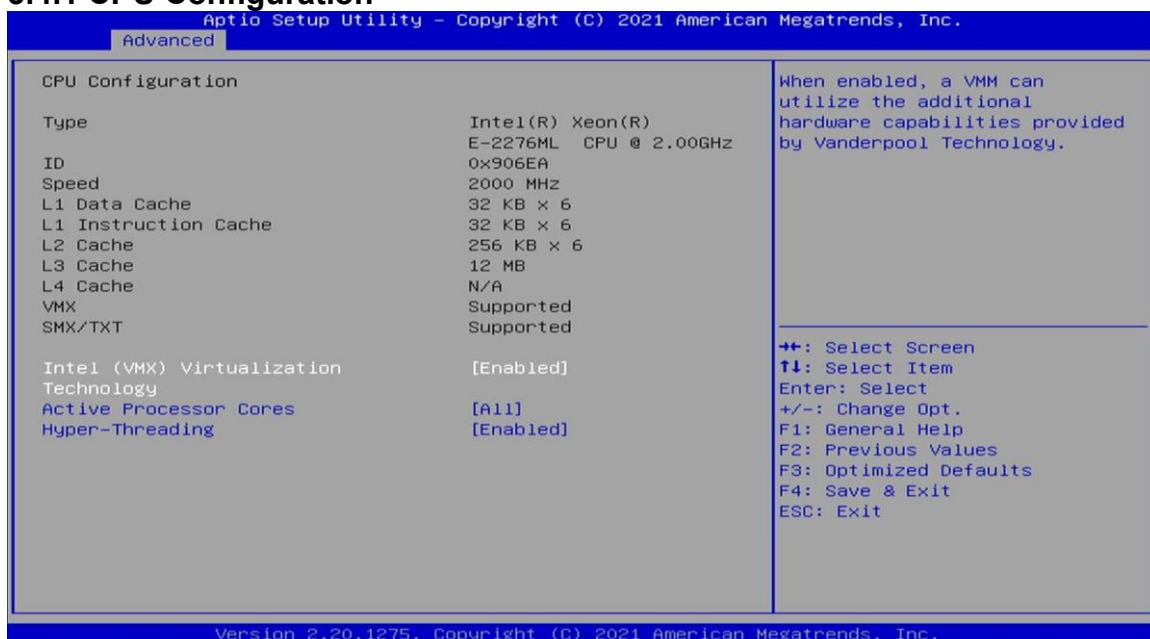 Aptio Setup Utility – Copyright (C) 2021 American Megatrends, Inc.
Advanced
CPU Configuration
Type Intel(R) Xeon(R)
E-2276ML CPU @ 2.00GHz
ID 0x906EA
Speed 2000 MHz
L1 Data Cache 32 KB x 6
L1 Instruction Cache 32 KB x 6
L2 Cache 256 KB x 6
L3 Cache 12 MB
L4 Cache N/A
VMX Supported
SMX/TXT Supported
Intel (VMX) Virtualization [Enabled]
Technology
Active Processor Cores [All]
Hyper-Threading [Enabled]
When enabled, a VMM can
utilize the additional
hardware capabilities provided
by Vanderpool Technology.
→←: Select Screen
↑↓: Select Item
Enter: Select
+/-: Change Opt.
F1: General Help
F2: Previous Values
F3: Optimized Defaults
F4: Save & Exit
ESC: Exit
Version 2.20.1275. Copyright (C) 2021 American Megatrends, Inc.